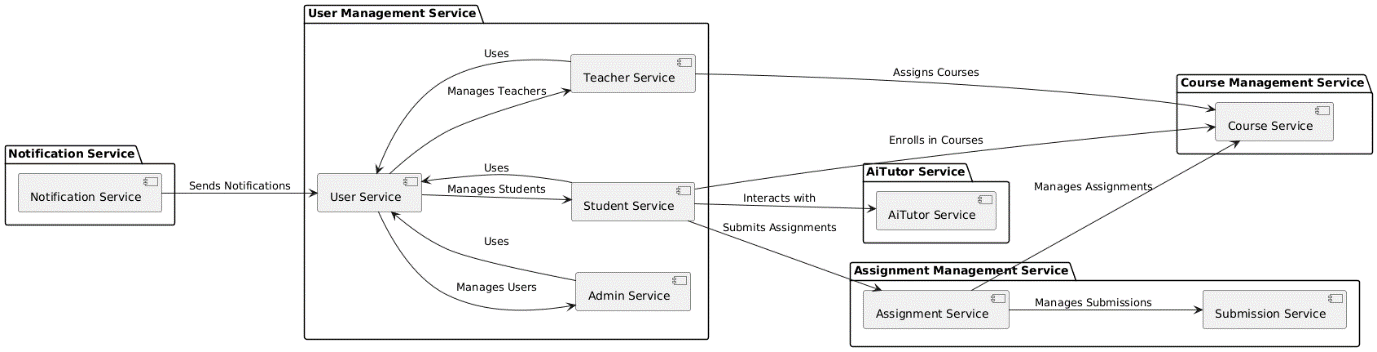 User Management Service
Uses
Teacher Service
Manages Teachers
Assigns Courses
Course Management Service
Course Service
Enrolls in Courses
Notification Service
Notification Service
Sends Notifications
User Service
Uses
Manages Students
Student Service
AiTutor Service
Interacts with
AiTutor Service
Manages Assignments
Submits Assignments
Uses
Manages Users
Admin Service
Assignment Management Service
Assignment Service
Manages Submissions
Submission Service